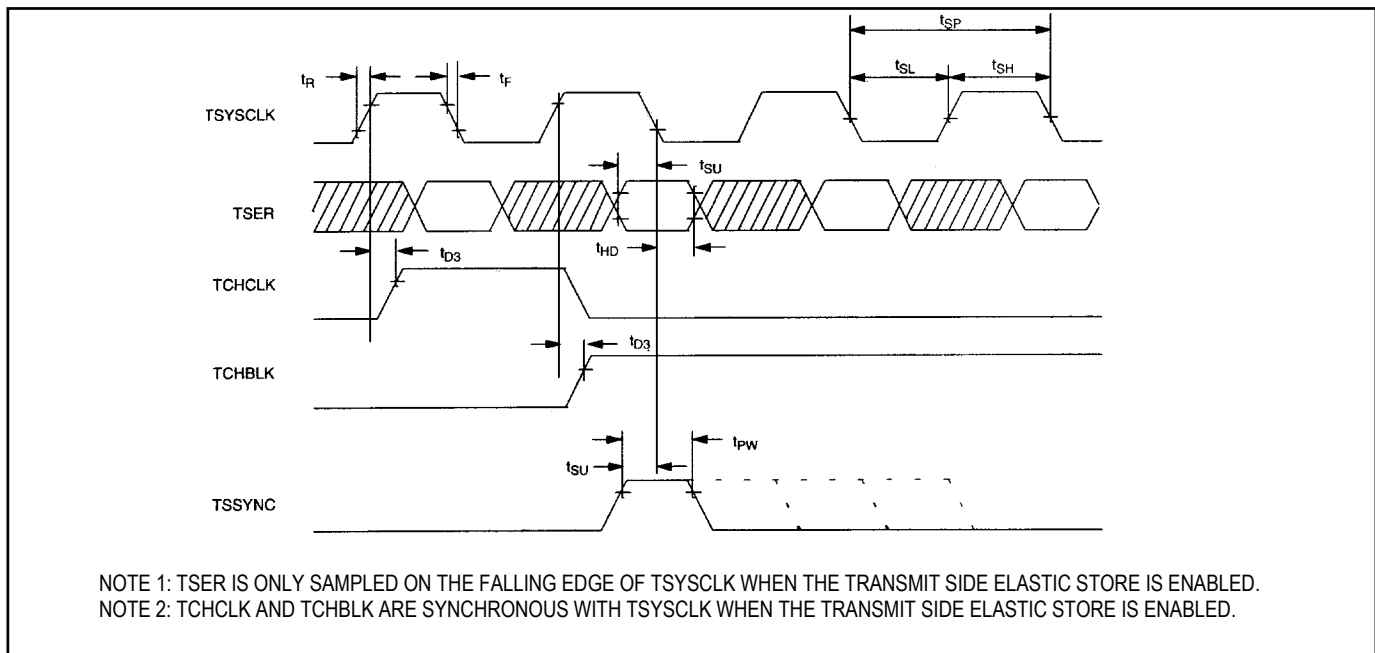 tSP
tR
tF
tSL
tSH
TSYSCLK
tSU
TSER
tHD
tD3
TCHCLK
tD3
TCHBLK
tPW
tSU
TSSYNC
NOTE 1: TSER IS ONLY SAMPLED ON THE FALLING EDGE OF TSYSCLK WHEN THE TRANSMIT SIDE ELASTIC STORE IS ENABLED.
NOTE 2: TCHCLK AND TCHBLK ARE SYNCHRONOUS WITH TSYSCLK WHEN THE TRANSMIT SIDE ELASTIC STORE IS ENABLED.